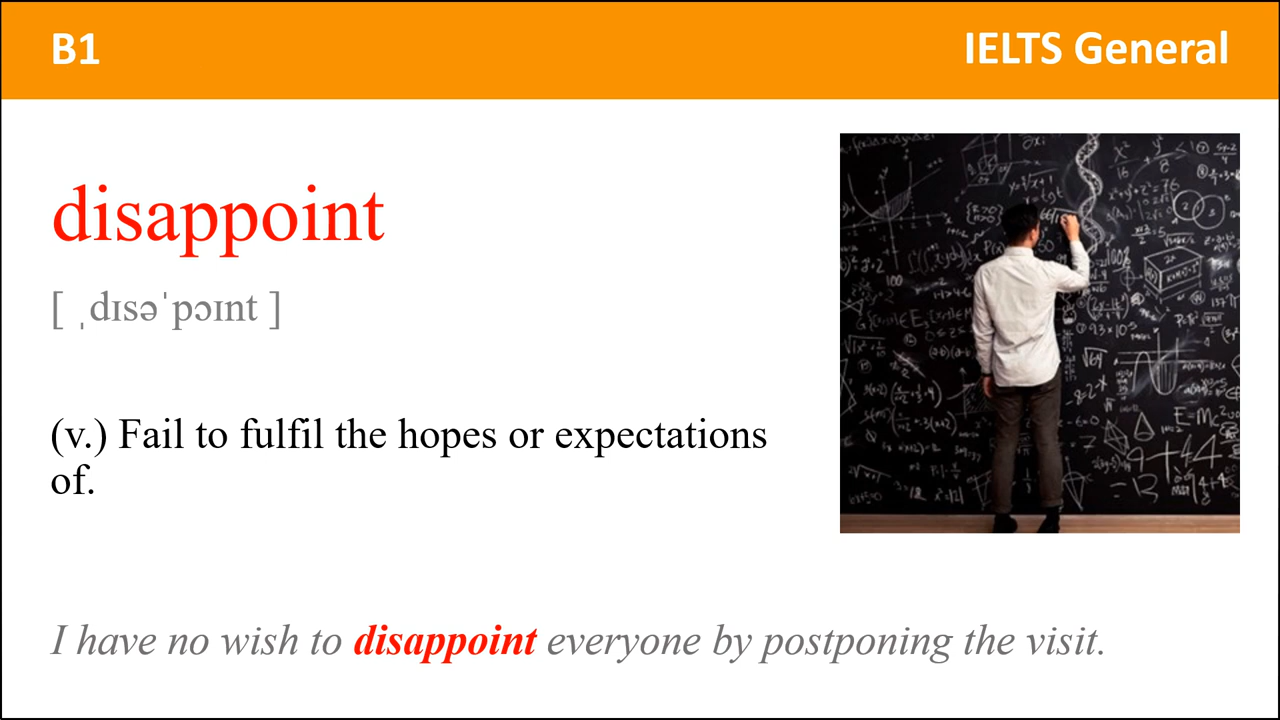 B1
IELTS General
disappoint
[ ˌdɪsəˈpɔɪnt ]
(v.) Fail to fulfil the hopes or expectations
of.
I have no wish to disappoint everyone by postponing the visit.